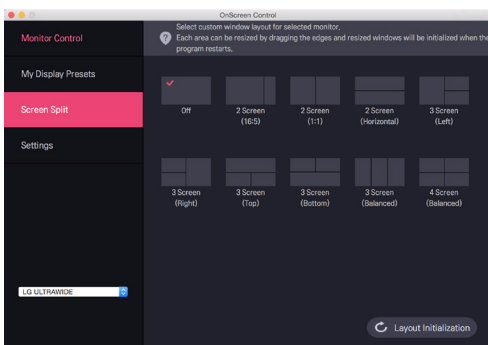 OnScreen Control
Monitor Control
My Display Presets
Screen Split
Settings
LG ULTRAWIDE
Select custom window layout for selected monitor.
Each area can be resized by dragging the edges and resized windows will be initialized when the
program restarts.
Off
2 Screen
(16:5)
2 Screen
(1:1)
2 Screen
(Horizontal)
3 Screen
(Left)
3 Screen
(Right)
3 Screen
(Top)
3 Screen
(Bottom)
3 Screen
(Balanced)
4 Screen
(Balanced)
Layout Initialization